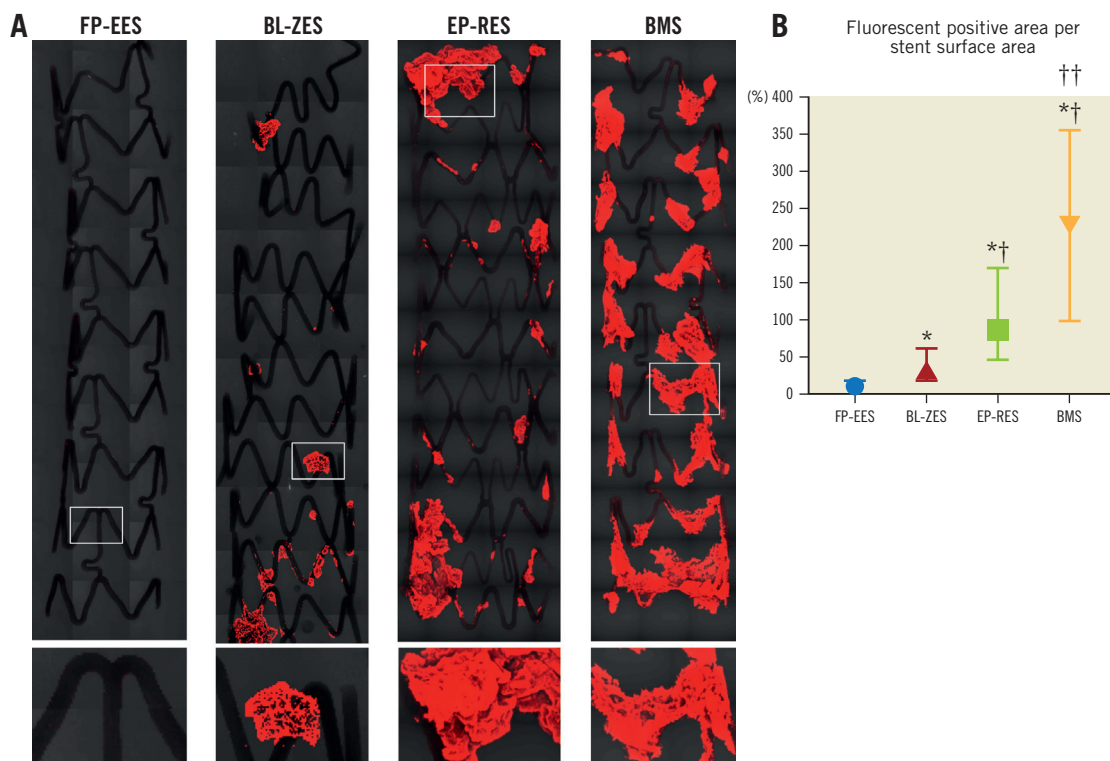 A
FP-EES
BL-ZES
EP-RES
BMS
B
Fluorescent positive area per
stent surface area
(%)
400
350
300
250
200
150
100
50
0
*
*†
††
*†
FP-EES
BL-ZES
EP-RES
BMS